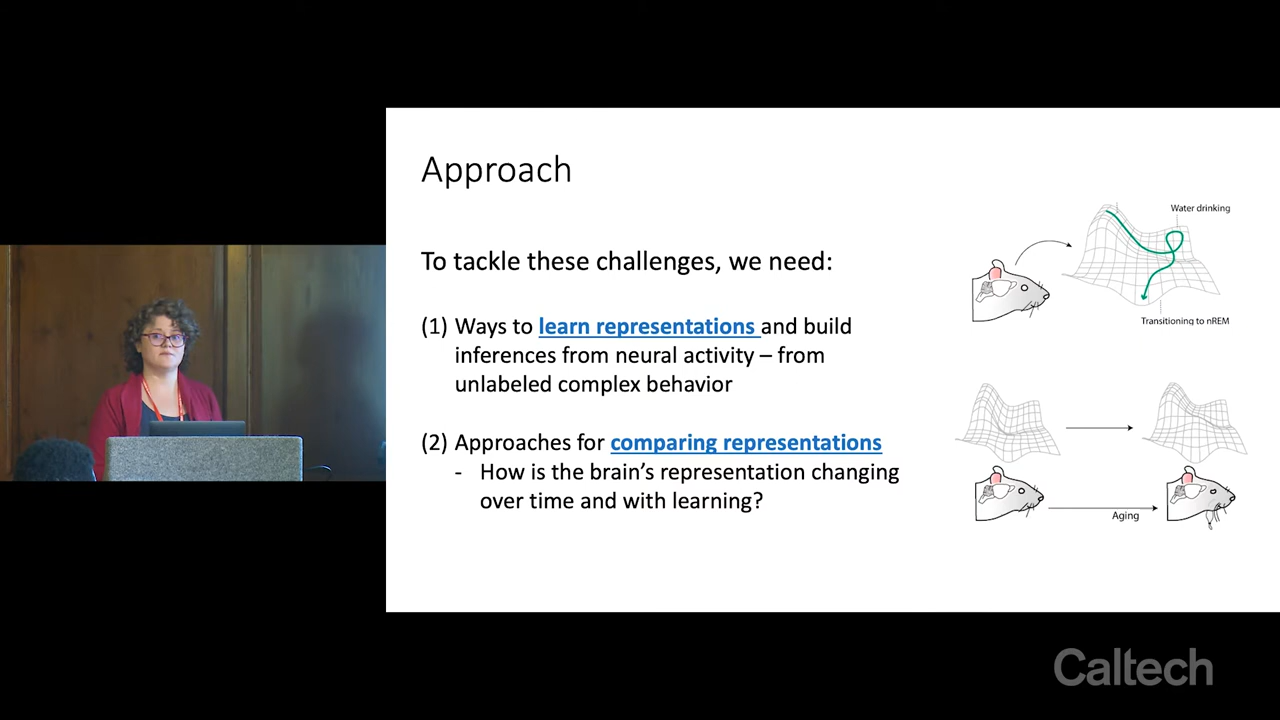 Approach
To tackle these challenges, we need:
(1) Ways to learn representations and build
inferences from neural activity – from
unlabeled complex behavior
(2) Approaches for comparing representations
- How is the brain’s representation changing
over time and with learning?
Water drinking
Transitioning to nREM
Aging
Caltech